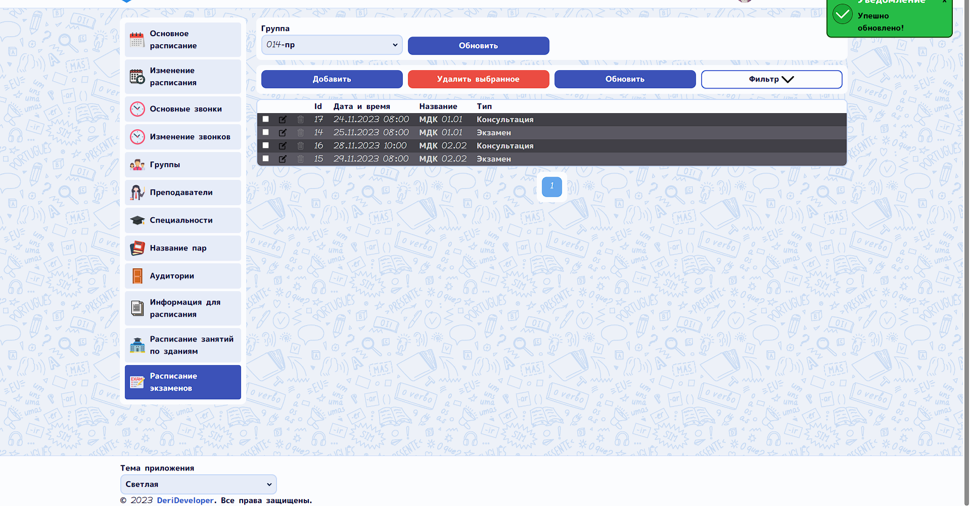 Уведомление
×
Упешно
обновлено!
Основное
расписание
Изменение
расписания
Основные звонки
Изменение звонков
Группы
Преподаватели
Специальности
Название пар
Аудитории
Информация для
расписания
Расписание занятий
по зданиям
Расписание
экзаменов
Группа
014-пр
Обновить
Добавить Удалить выбранное Обновить Фильтр
Id Дата и время Название Тип
17 24.11.2023 08:00 МДК 01.01 Консультация
14 25.11.2023 08:00 МДК 01.01 Экзамен
16 28.11.2023 10:00 МДК 02.02 Консультация
15 29.11.2023 08:00 МДК 02.02 Экзамен
1
Тема приложения
Светлая
© 2023 DeriDeveloper. Все права защищены.